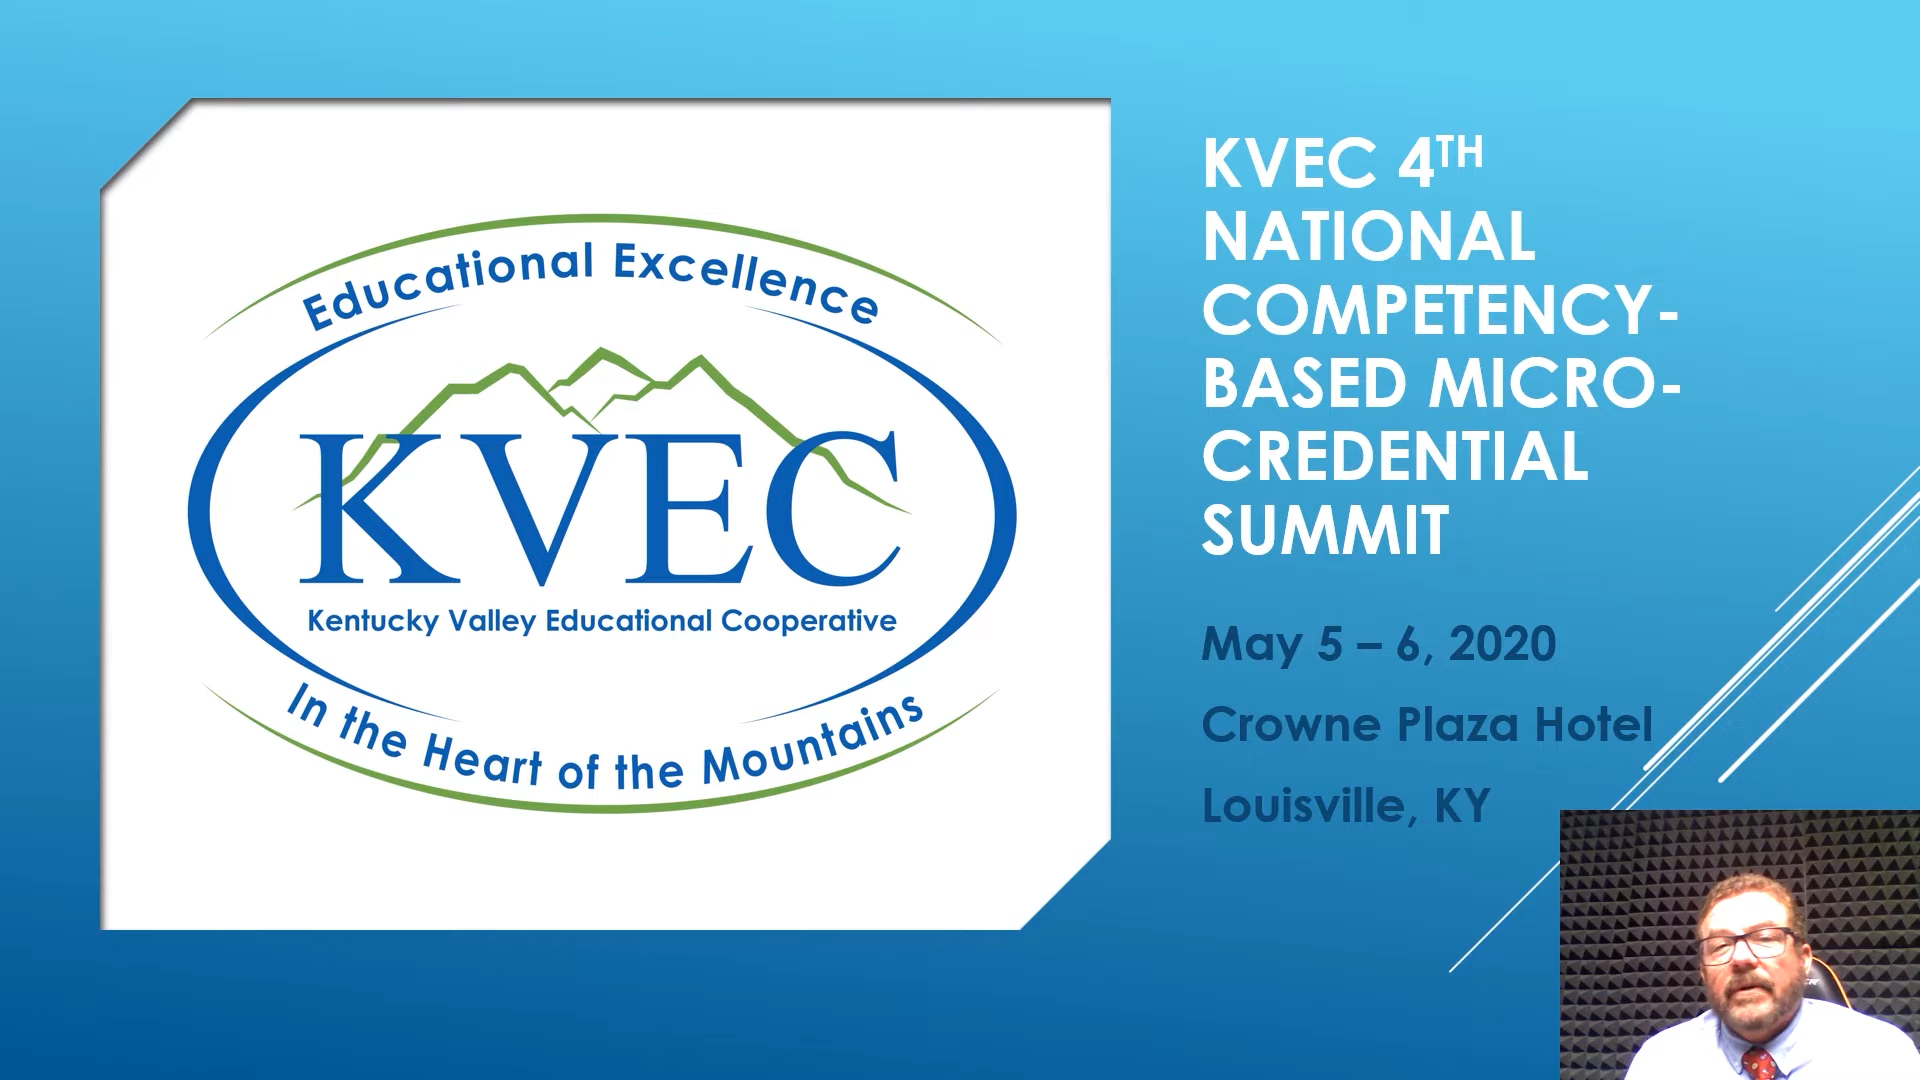 Educational Excellence
KVEC
Kentucky Valley Educational Cooperative
In the Heart of the Mountains
KVEC 4TH
NATIONAL
COMPETENCY-
BASED MICRO-
CREDENTIAL
SUMMIT
May 5 – 6, 2020
Crowne Plaza Hotel
Louisville, KY